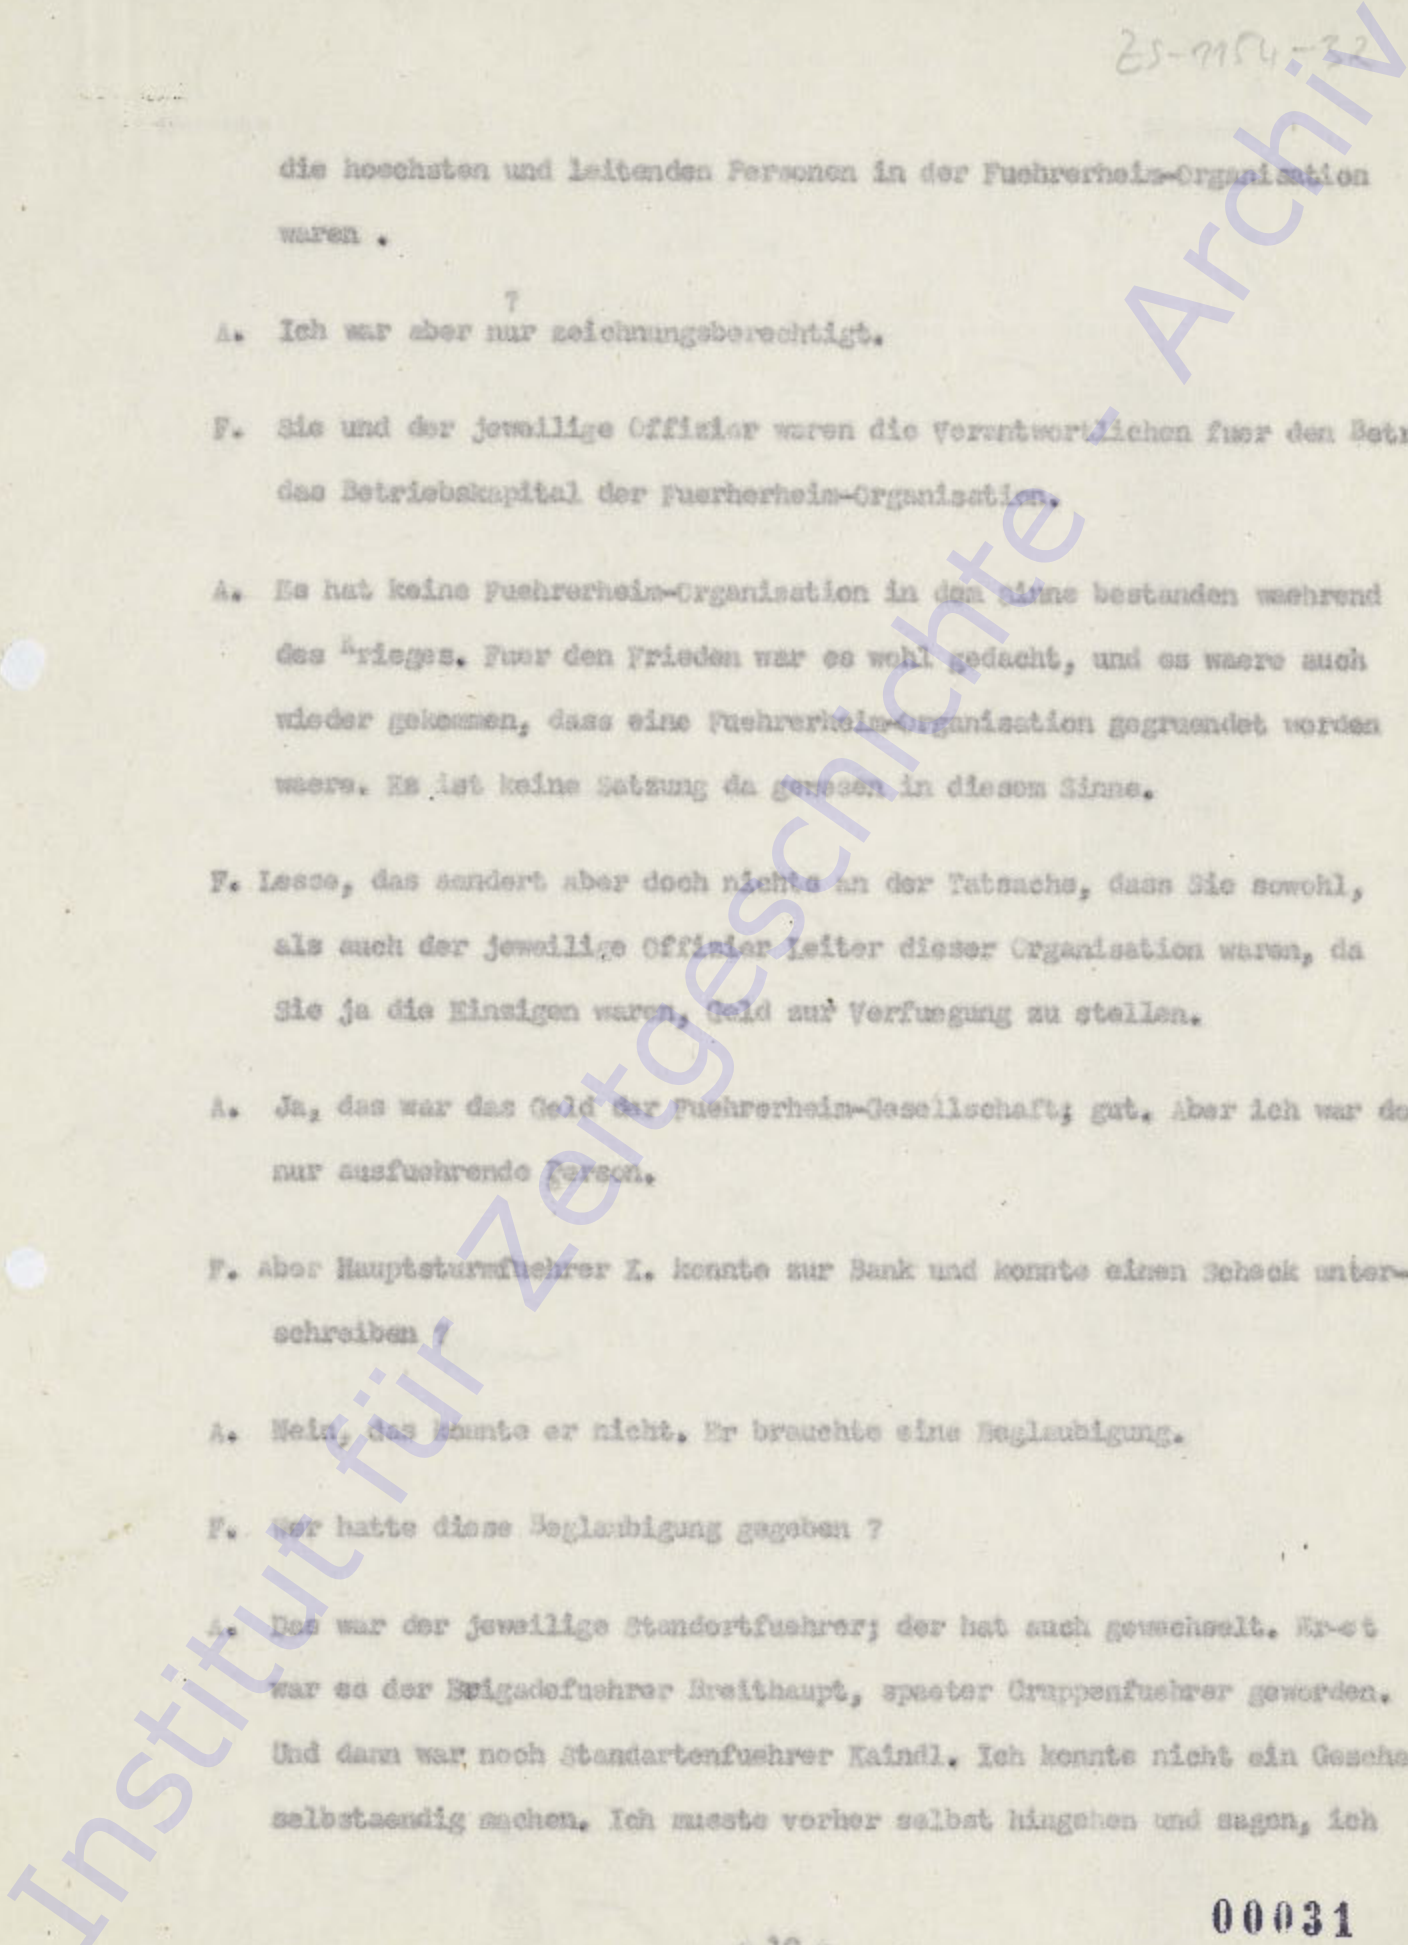 ZS-1154-32
die hoechsten und leitenden Personen in der Fuehrerheim-Organisation
waren .
?
A. Ich war aber nur zeichnungsberechtigt.
F. Sie und der jeweilige Offizier waren die Verantwortlichen fuer den Betr
das Betriebskapital der Fuerherheim-Organisation.
A. Es hat keine Fuehrerheim-Organisation in dem Sinne bestanden waehrend
des Krieges. Fuer den Frieden war es wohl gedacht, und es waere auch
wieder gekommen, dass eine Fuehrerheim-Organisation gegruendet worden
waere. Es ist keine Satzung da gewesen in diesem Sinne.
F. Lesse, das aendert aber doch nichts an der Tatsache, dass Sie sowohl,
als auch der jeweilige Offizier Leiter dieser Organisation waren, da
Sie ja die Einzigen waren, Geld zur Verfuegung zu stellen.
A. Ja, das war das Geld der Fuehrerheim-Gesellschaft; gut. Aber ich war do
nur ausfuehrende Person.
F. Aber Hauptsturmfuehrer X. konnte zur Bank und konnte einen Scheck unter-
schreiben ?
A. Nein, das konnte er nicht. Er brauchte eine Beglaubigung.
F. Wer hatte diese Beglaubigung gegeben ?
A. Das war der jeweilige Standortfuehrer; der hat auch gewechselt. Er-st
war es der Brigadefuehrer Breithaupt, spaeter Gruppenfuehrer geworden.
Und dann war noch Standartenfuehrer Kaindl. Ich konnte nicht ein Gesche
selbstaendig machen. Ich musste vorher selbst hingehen und sagen, ich
00031
Institut für Zeitgeschichte - Archiv